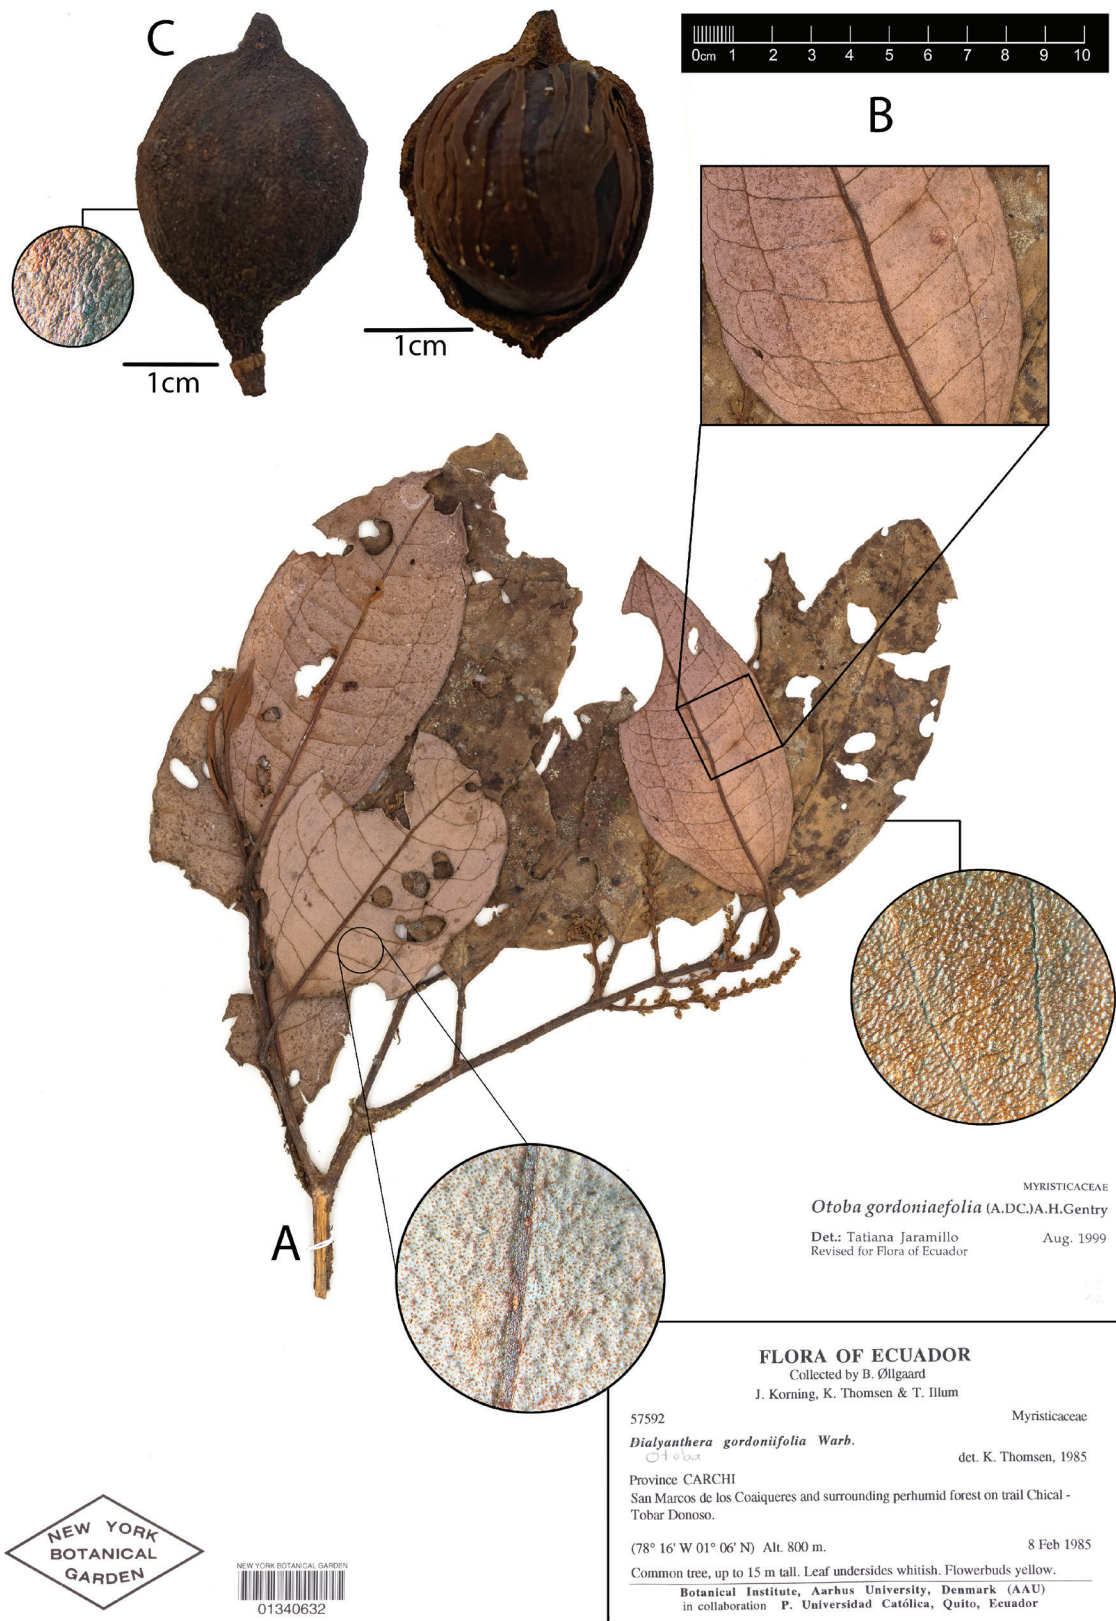 C
0cm 1 2 3 4 5 6 7 8 9 10
B
1cm
1cm
A
MYRISTICACEAE
Otoba gordoniaefolia (A.DC.)A.H.Gentry
Det.: Tatiana Jaramillo Aug. 1999
Revised for Flora of Ecuador
FLORA OF ECUADOR
Collected by B. Øllgaard
J. Korning, K. Thomsen & T. Illum
57592 Myristicaceae
Dialyanthera gordoniifolia Warb.
Otoba
det. K. Thomsen, 1985
Province CARCHI
San Marcos de los Coaiqueres and surrounding perhumid forest on trail Chical -
Tobar Donoso.
(78° 16' W 01° 06' N) Alt. 800 m. 8 Feb 1985
Common tree, up to 15 m tall. Leaf undersides whitish. Flowerbuds yellow.
Botanical Institute, Aarhus University, Denmark (AAU)
in collaboration P. Universidad Católica, Quito, Ecuador
NEW YORK
BOTANICAL
GARDEN
NEW YORK BOTANICAL GARDEN
01340632